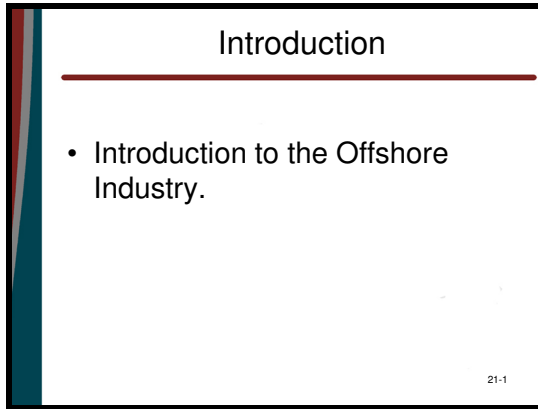 Introduction
• Introduction to the Offshore
Industry.
21-1